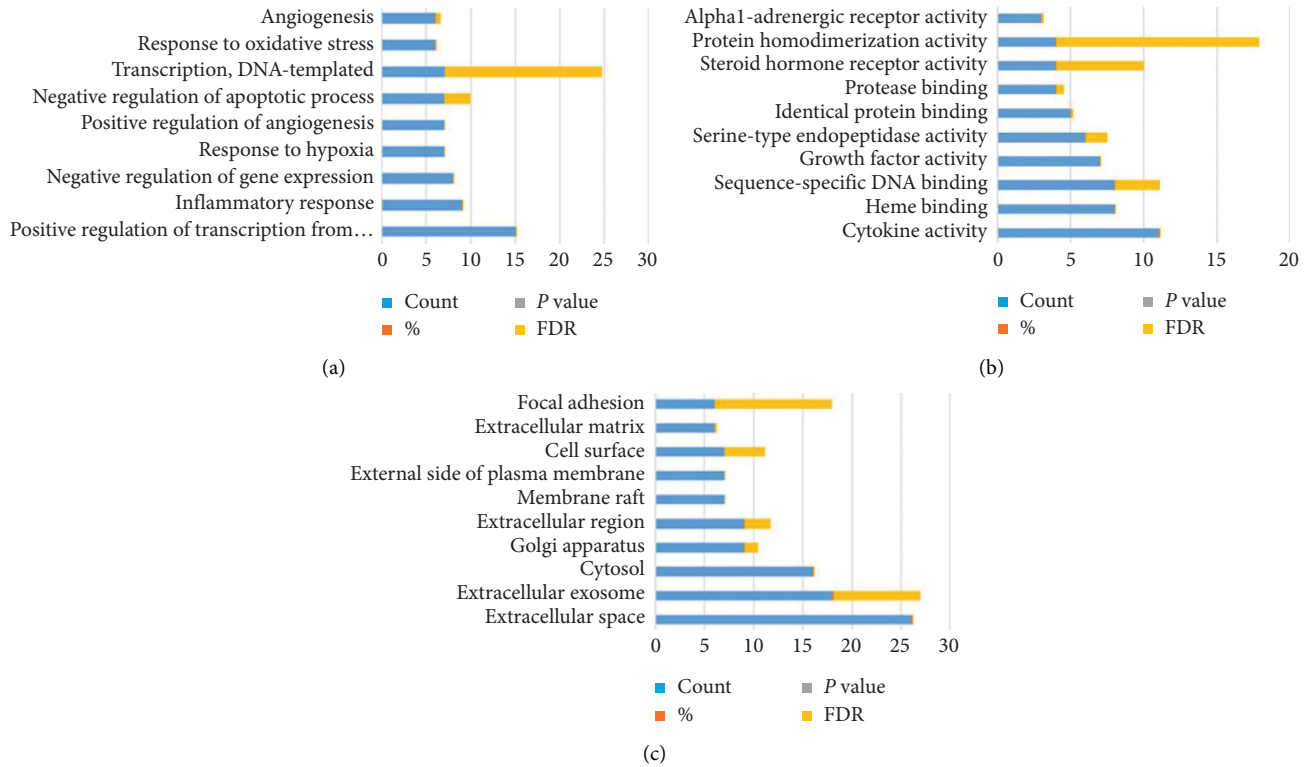 Angiogenesis
Response to oxidative stress
Transcription, DNA-templated
Negative regulation of apoptotic process
Positive regulation of angiogenesis
Response to hypoxia
Negative regulation of gene expression
Inflammatory response
Positive regulation of transcription from…
0 5 10 15 20 25 30
Count P value
% FDR
(a)
Alpha1-adrenergic receptor activity
Protein homodimerization activity
Steroid hormone receptor activity
Protease binding
Identical protein binding
Serine-type endopeptidase activity
Growth factor activity
Sequence-specific DNA binding
Heme binding
Cytokine activity
0 5 10 15 20
Count P value
% FDR
(b)
Focal adhesion
Extracellular matrix
Cell surface
External side of plasma membrane
Membrane raft
Extracellular region
Golgi apparatus
Cytosol
Extracellular exosome
Extracellular space
0 5 10 15 20 25 30
Count P value
% FDR
(c)